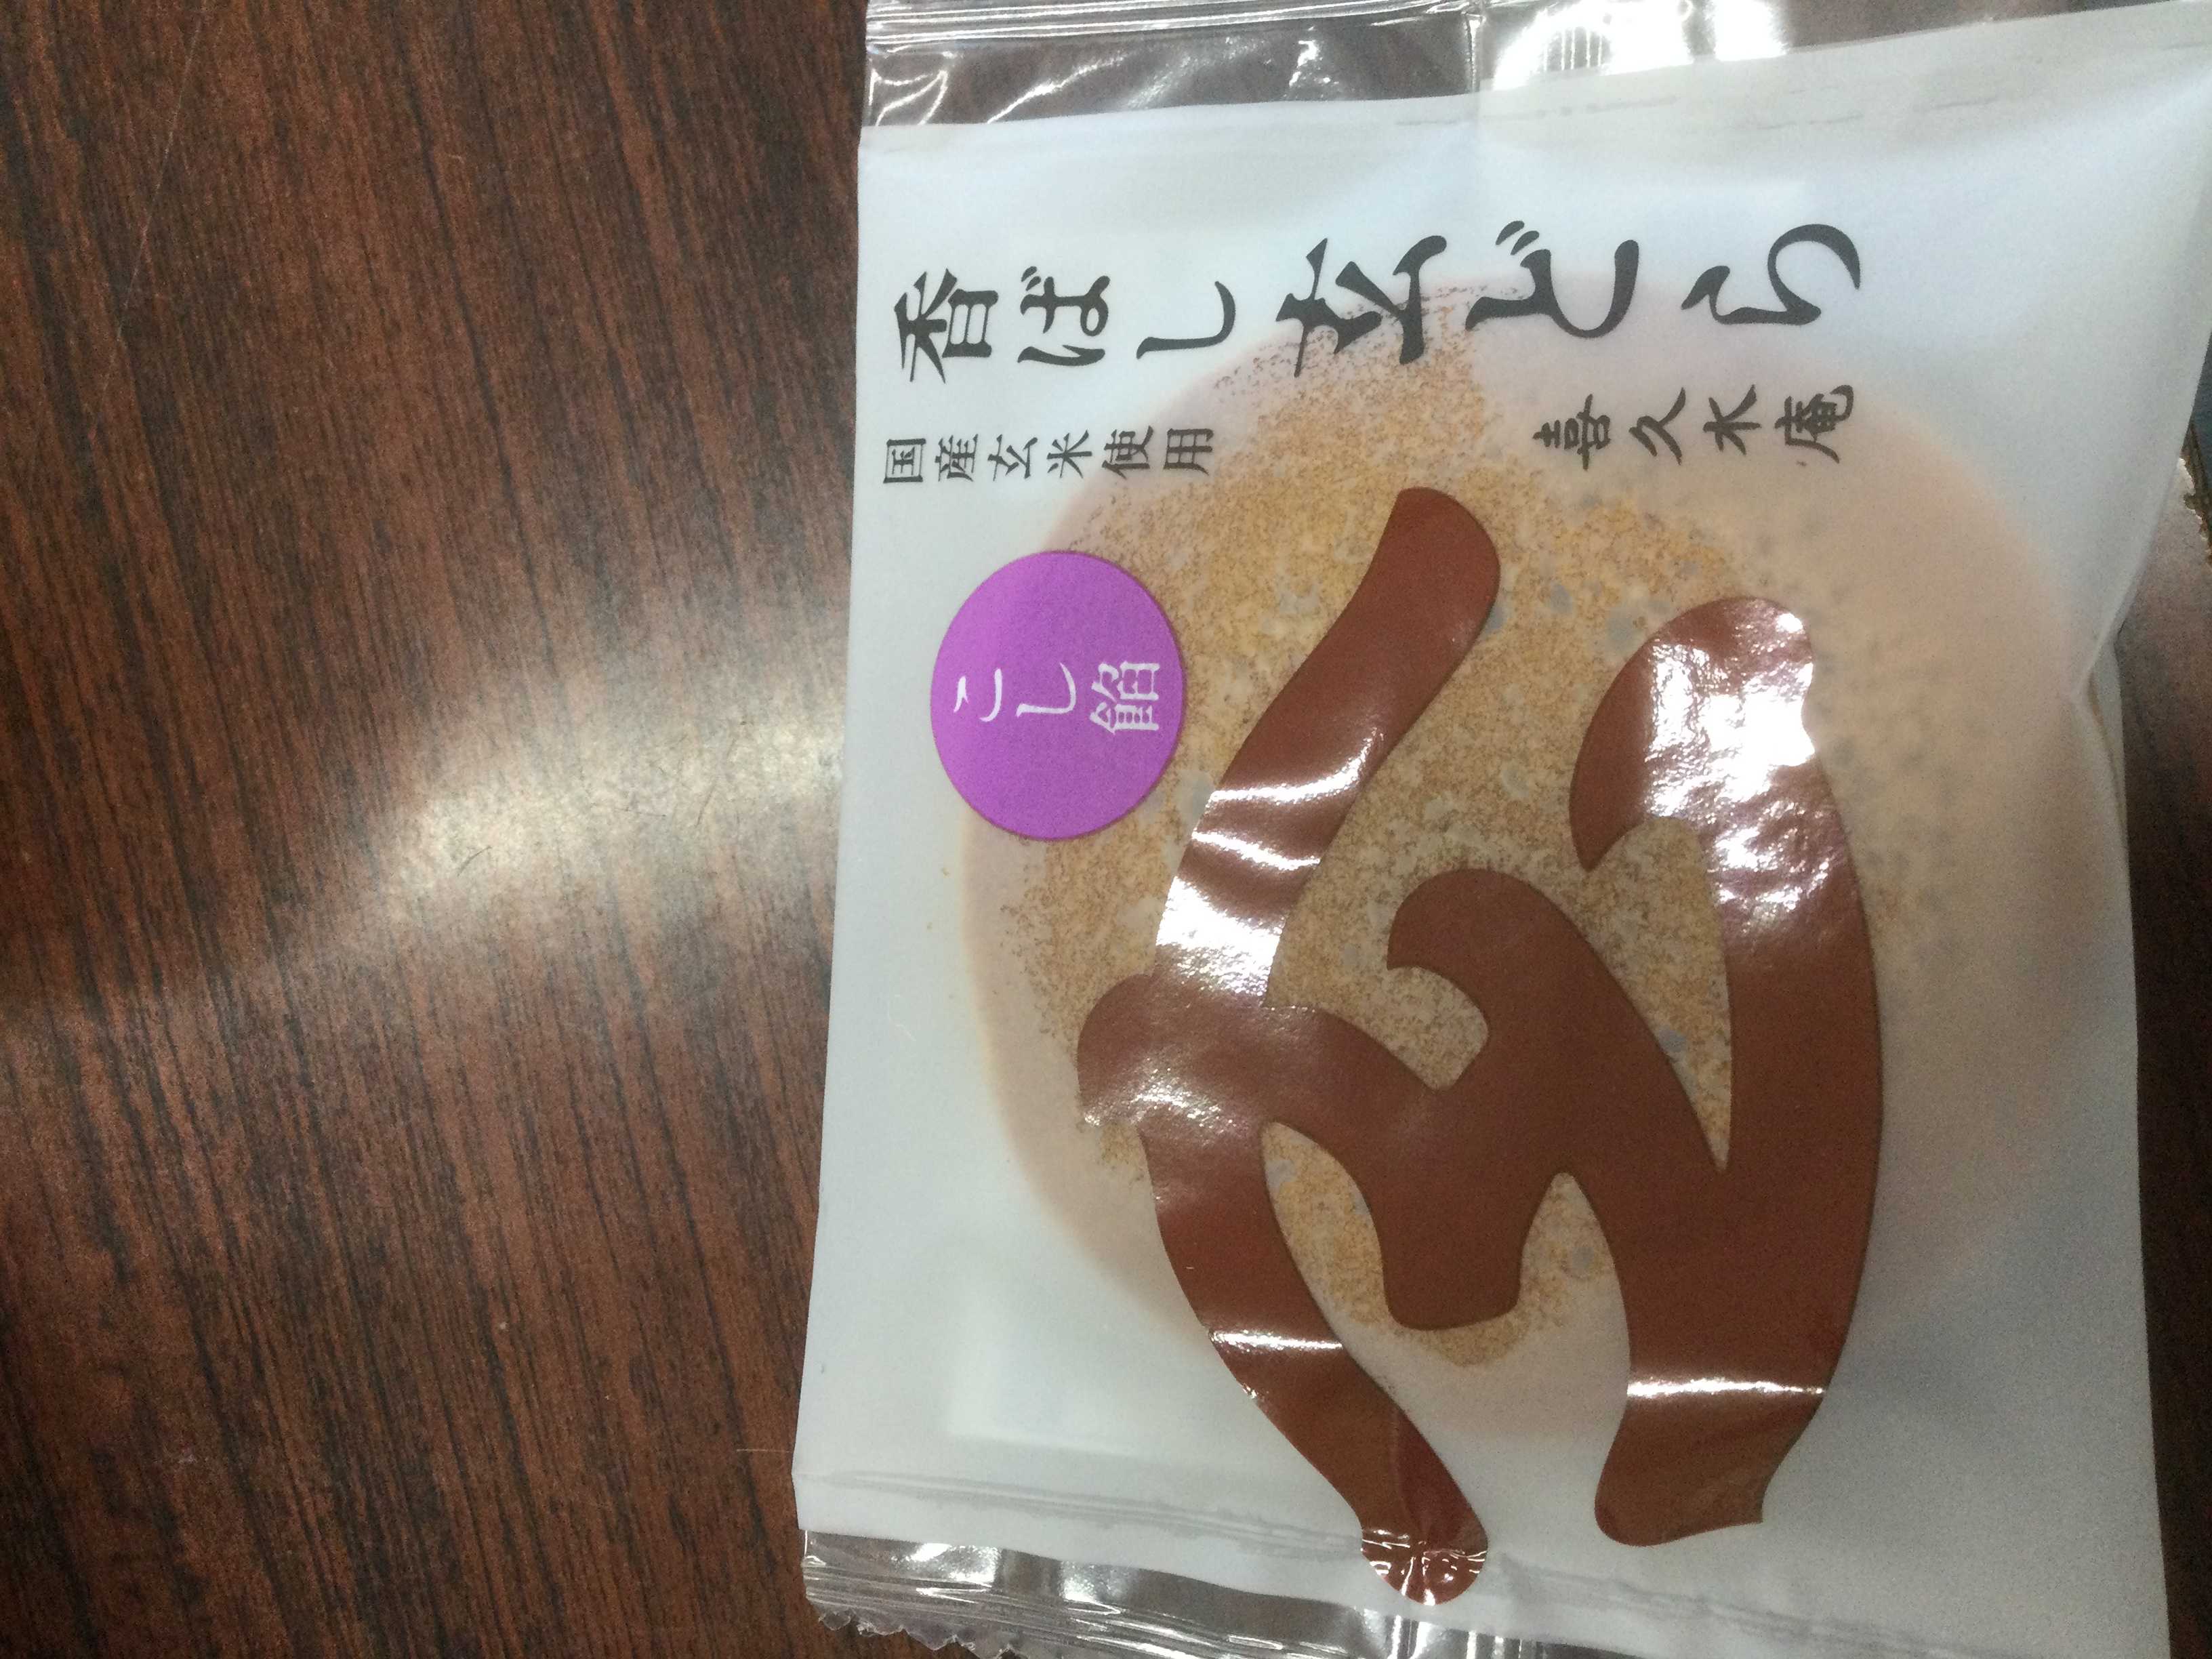 香ばし玄どら
喜久水庵
国産玄米使用
こし餡